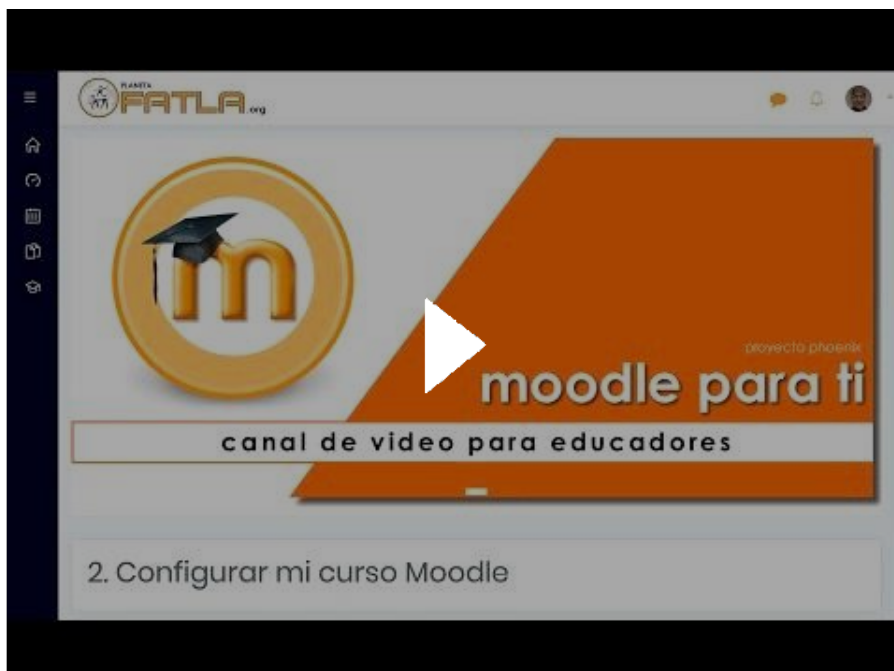 PLANETA
FATLA.org
m
proyecto phoenix
moodle para ti
canal de video para educadores
2. Configurar mi curso Moodle